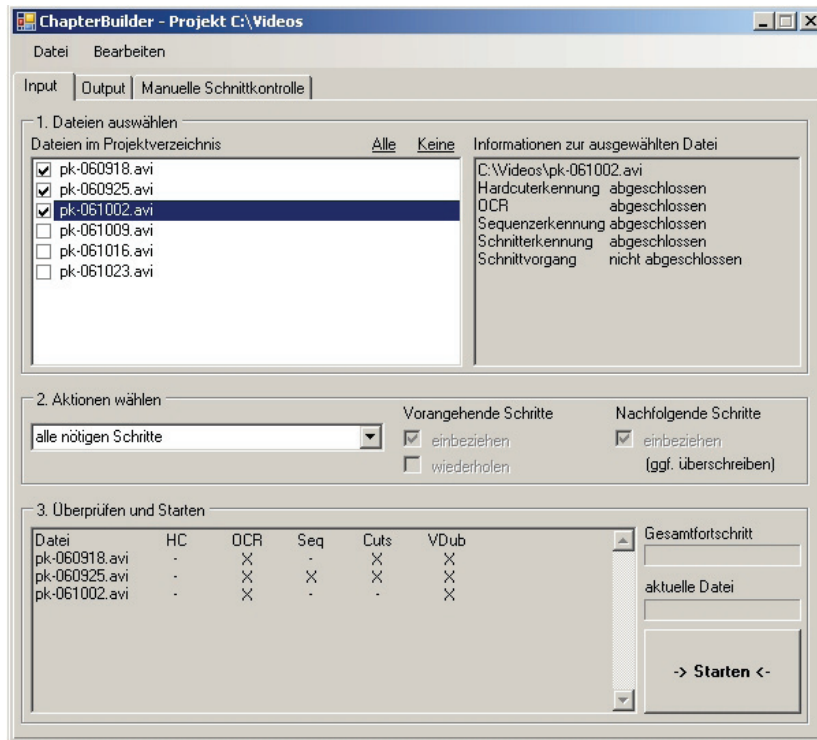 ChapterBuilder - Projekt C:\Videos
Datei Bearbeiten
Input Output Manuelle Schnittkontrolle
1. Dateien auswählen
Dateien im Projektverzeichnis Alle Keine
pk-060918.avi
pk-060925.avi
pk-061002.avi
pk-061009.avi
pk-061016.avi
pk-061023.avi
Informationen zur ausgewählten Datei
C:\Videos\pk-061002.avi
Hardcuterkennung abgeschlossen
OCR abgeschlossen
Sequenzerkennung abgeschlossen
Schnitterkennung abgeschlossen
Schnittvorgang nicht abgeschlossen
2. Aktionen wählen
alle nötigen Schritte
Vorangehende Schritte
einbeziehen
wiederholen
Nachfolgende Schritte
einbeziehen
(ggf. überschreiben)
3. Überprüfen und Starten
Datei HC OCR Seq Cuts VDub
pk-060918.avi - X - X X
pk-060925.avi - X X X X
pk-061002.avi - X - - X
Gesamtfortschritt
aktuelle Datei
-> Starten <-